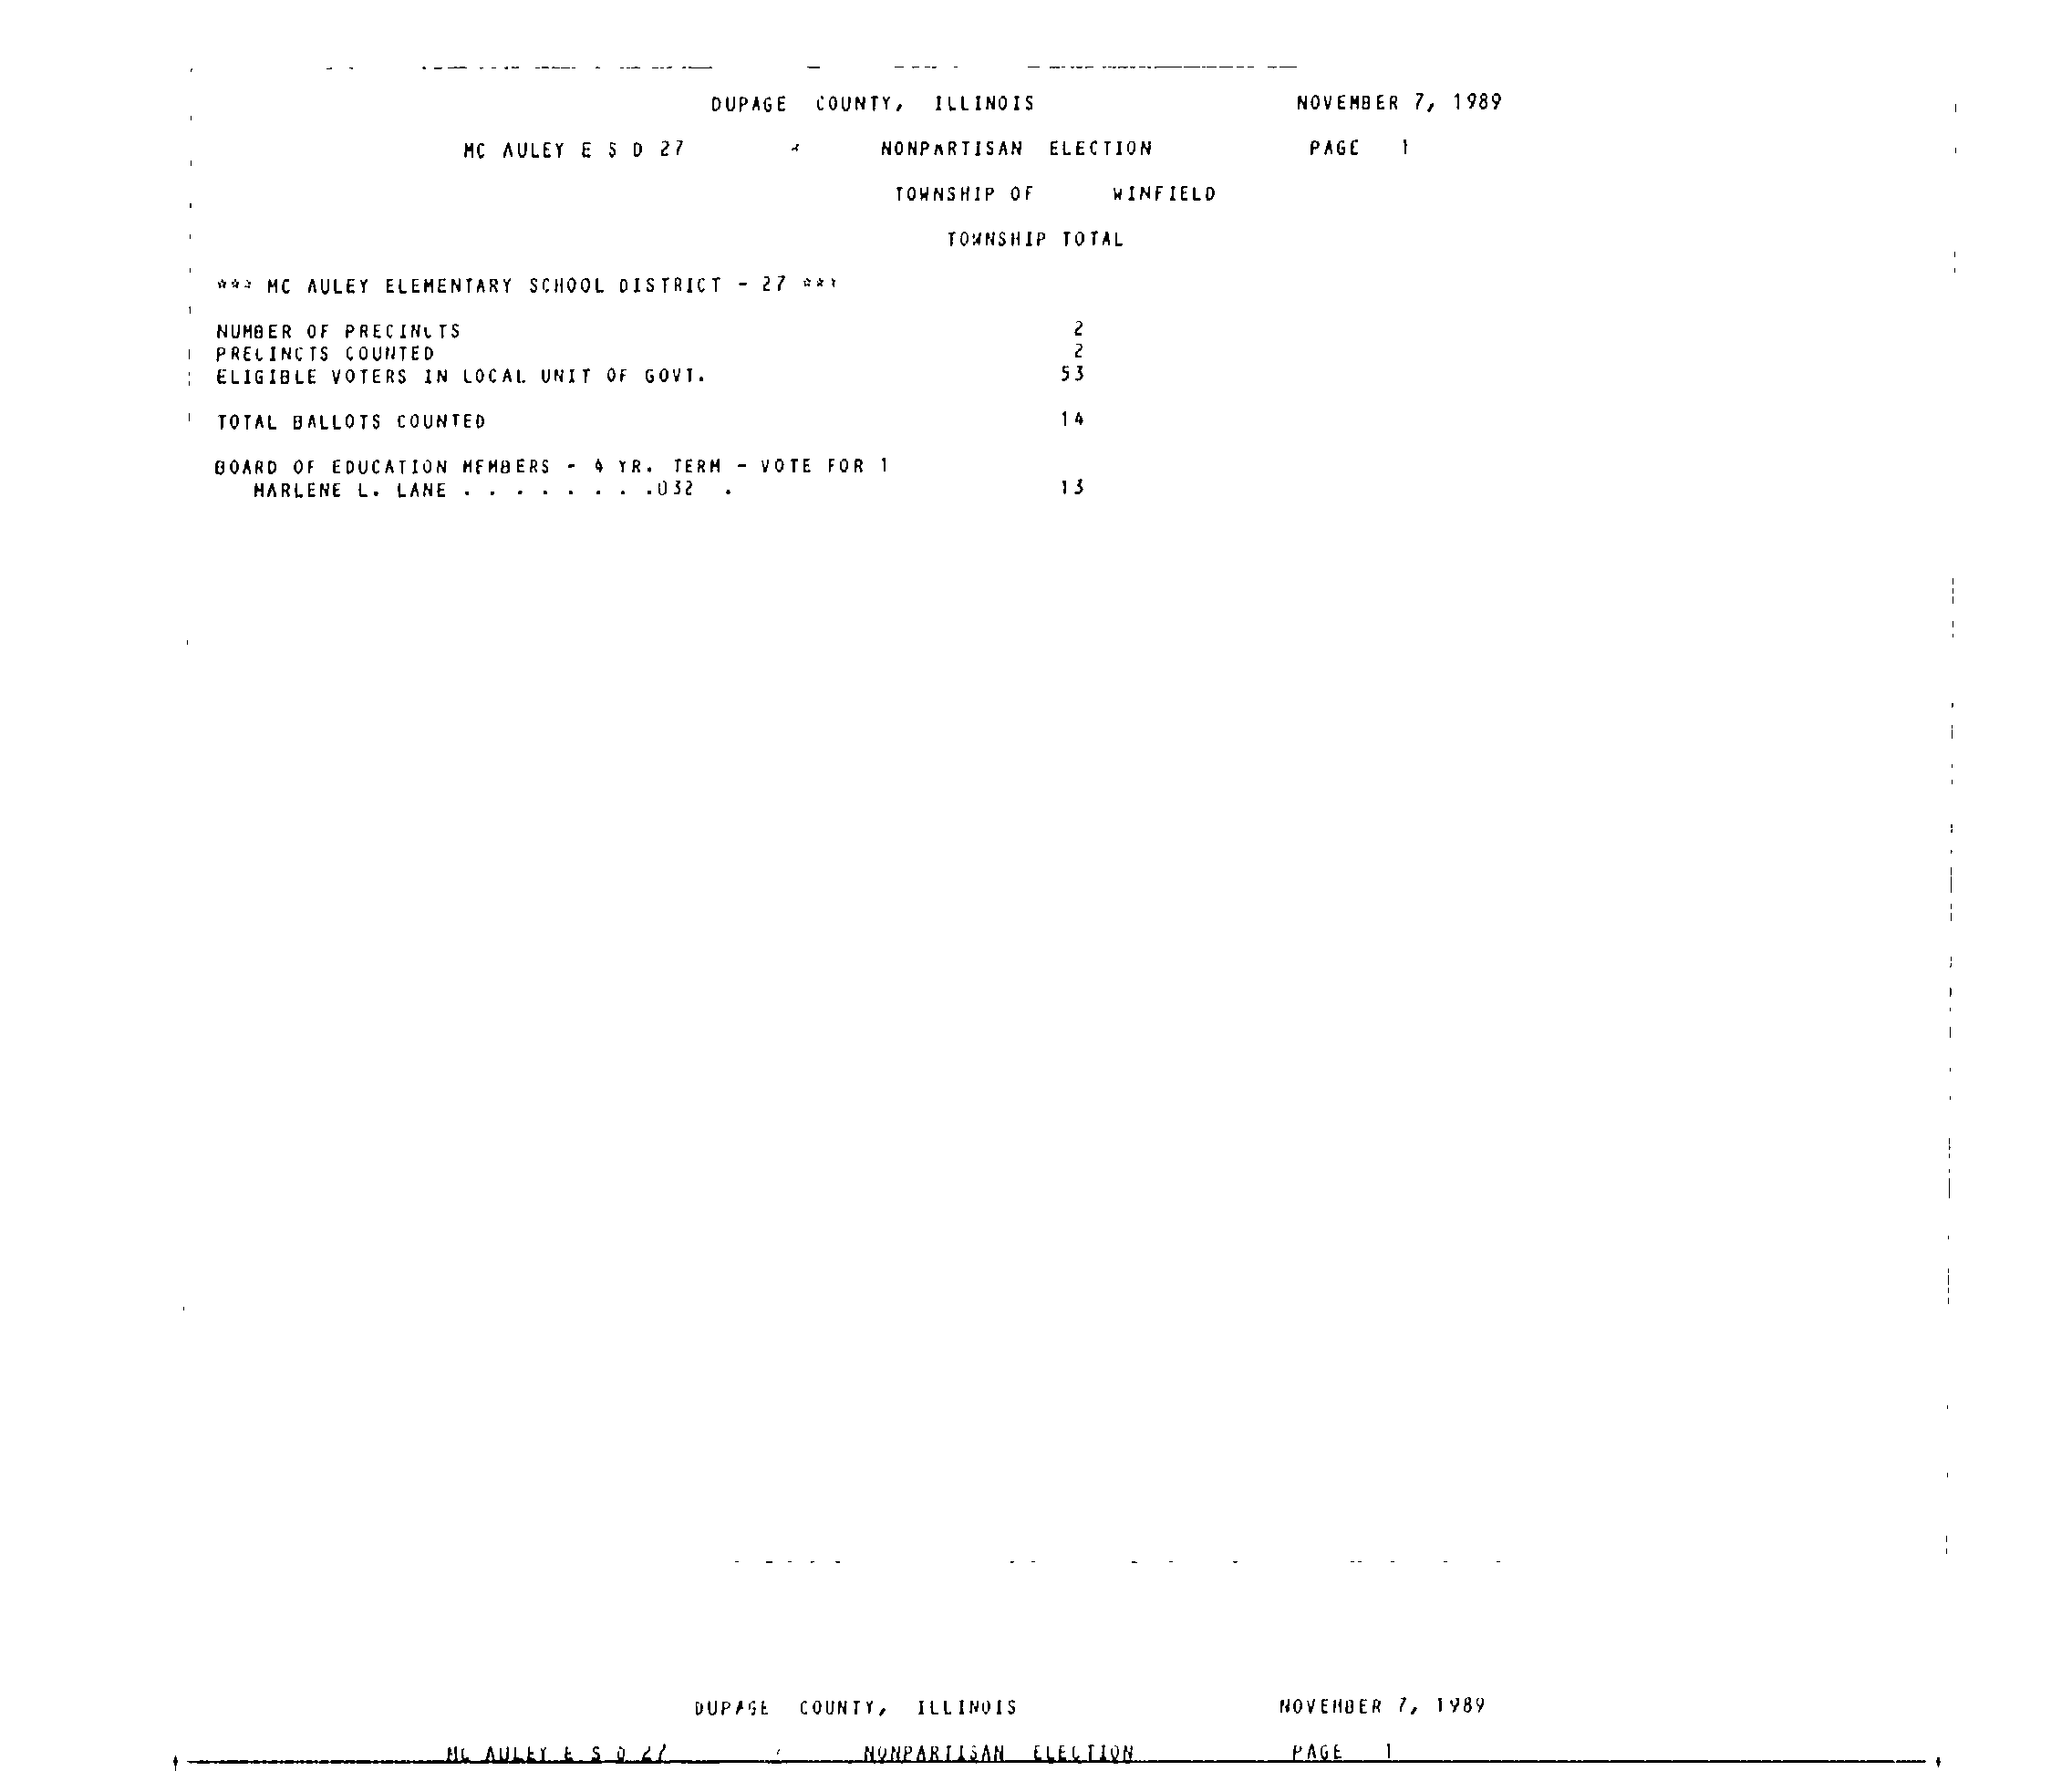 DUPAGE COUNTY, ILLINOIS NOVEMBER 7, 1989
MC AULEY E S D 27 NONPARTISAN ELECTION PAGE 1
TOWNSHIP OF WINFIELD
TOWNSHIP TOTAL
*** MC AULEY ELEMENTARY SCHOOL DISTRICT - 27 ***
NUMBER OF PRECINCTS 2
PRECINCTS COUNTED 2
ELIGIBLE VOTERS IN LOCAL UNIT OF GOVT. 53
TOTAL BALLOTS COUNTED 14
BOARD OF EDUCATION MEMBERS - 4 YR. TERM - VOTE FOR 1
MARLENE L. LANE . . . . . . . .032 . 13
DUPAGE COUNTY, ILLINOIS NOVEMBER 7, 1989
MC AULEY E S D 27 NONPARTISAN ELECTION PAGE 1